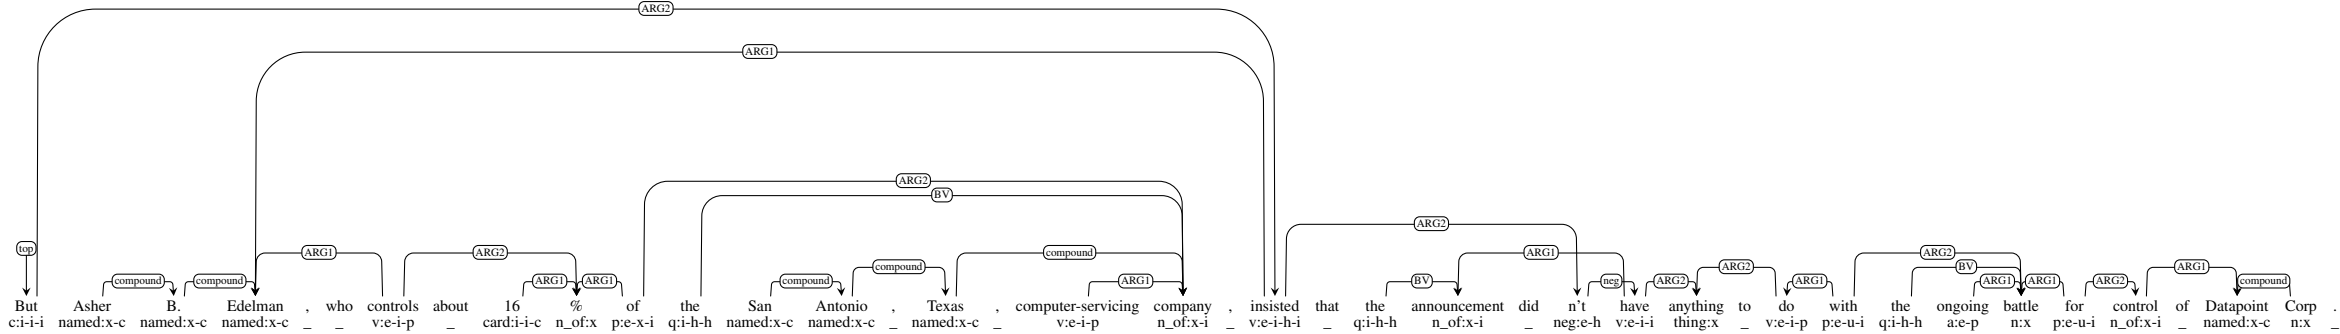 ARG2
ARG1
ARG2
BV
ARG2
top ARG1 ARG2 compound ARG1 ARG2
compound ARG2 BV ARG1
compound compound ARG1 ARG1 compound ARG1 BV neg ARG2 ARG1 ARG1 ARG1 ARG2 compound
But Asher B. Edelman , who controls about 16 % of the San Antonio , Texas , computer-servicing company , insisted that the announcement did n't have anything to do with the ongoing battle for control of Datapoint Corp .
c:i-i-i named:x-c named:x-c named:x-c _ _ v:e-i-p _ card:i-i-c n_of:x p:e-x-i q:i-h-h named:x-c named:x-c _ named:x-c _ v:e-i-p n_of:x-i _ v:e-i-h-i _ q:i-h-h n_of:x-i _ neg:e-h v:e-i-i thing:x _ v:e-i-p p:e-u-i q:i-h-h a:e-p n:x p:e-u-i n_of:x-i _ named:x-c n:x _